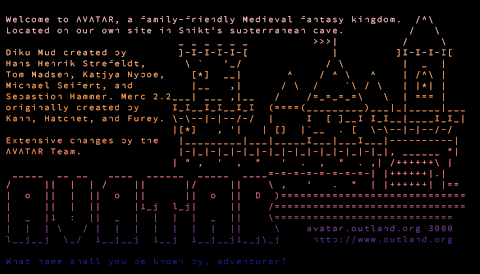 Welcome to AVATAR, a family-friendly Medieval fantasy kingdom.
Located on our own site in Snikt's subterranean cave.
Diku Mud created by
Hans Henrik Strefeldt,
Tom Madsen, Katjya Nyboe,
Michael Seifert, and
Sebastion Hammer. Merc 2.2
originally created by
Kahn, Hatchet, and Furey.
Extensive changes by the
AVATAR Team.
AVATAR
avatar.outland.org 3000
http://www.outland.org
What name shall you be known by, adventurer?